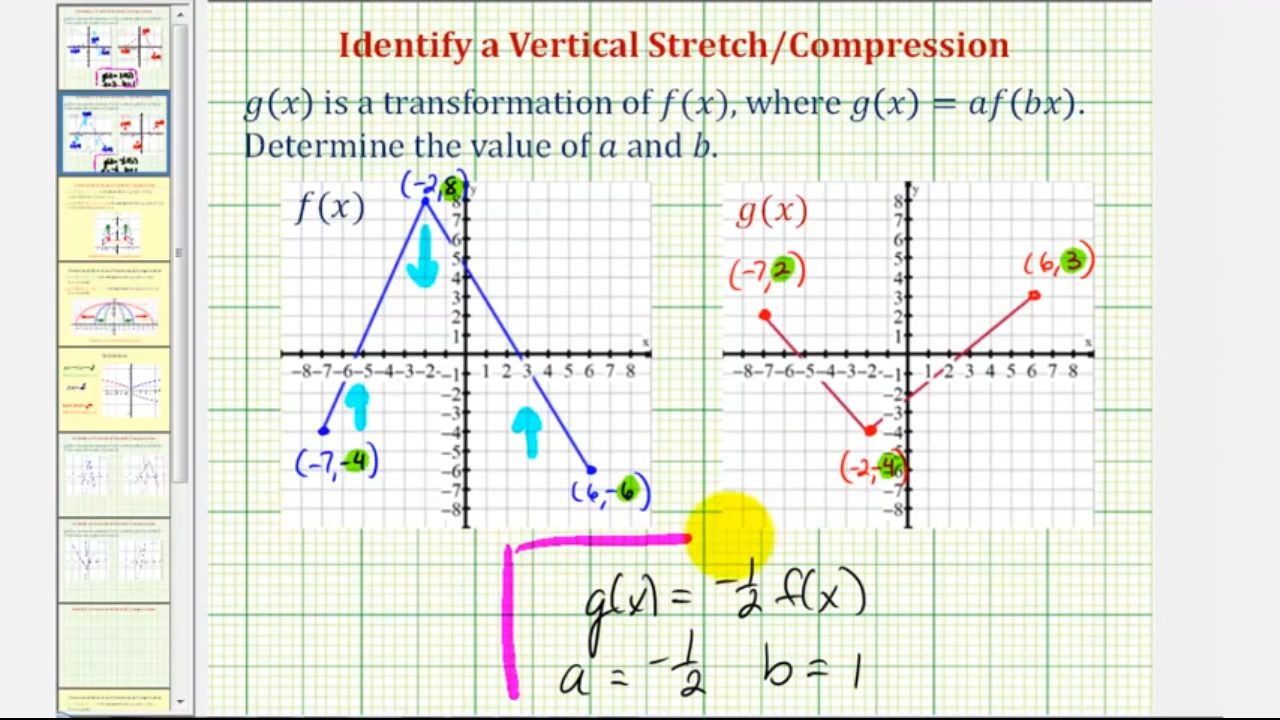 Identify a Vertical Stretch/Compression
g(x) is a transformation of f(x), where g(x) = af(bx).
Determine the value of a and b.
f(x)
(-2,8)
y
8
7
6
5
4
3
2
1
x
-8 -7 -6 -5 -4 -3 -2 -1 1 2 3 4 5 6 7 8
-2
-3
-4
-5
-6
-7
-8
(-7,-4)
(6,-6)
g(x)
(-7,2)
(6,3)
y
8
7
6
5
4
3
2
1
x
-8 -7 -6 -5 -4 -3 -2 -1 1 2 3 4 5 6 7 8
-2
-3
-4
-5
-6
-7
-8
(-2,-4)
g(x) = -1/2 f(x)
a = -1/2 b = 1